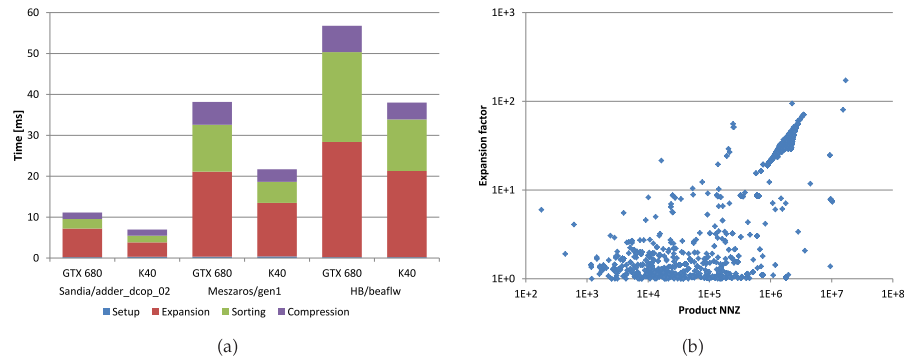 60
50
40
30
20
10
0
Time [ms]
GTX 680 K40 GTX 680 K40 GTX 680 K40
Sandia/adder_dcop_02 Meszaros/gen1 HB/beaflw
Setup Expansion Sorting Compression
(a)
1E+3
1E+2
1E+1
1E+0
Expansion factor
1E+2 1E+3 1E+4 1E+5 1E+6 1E+7 1E+8
Product NNZ
(b)